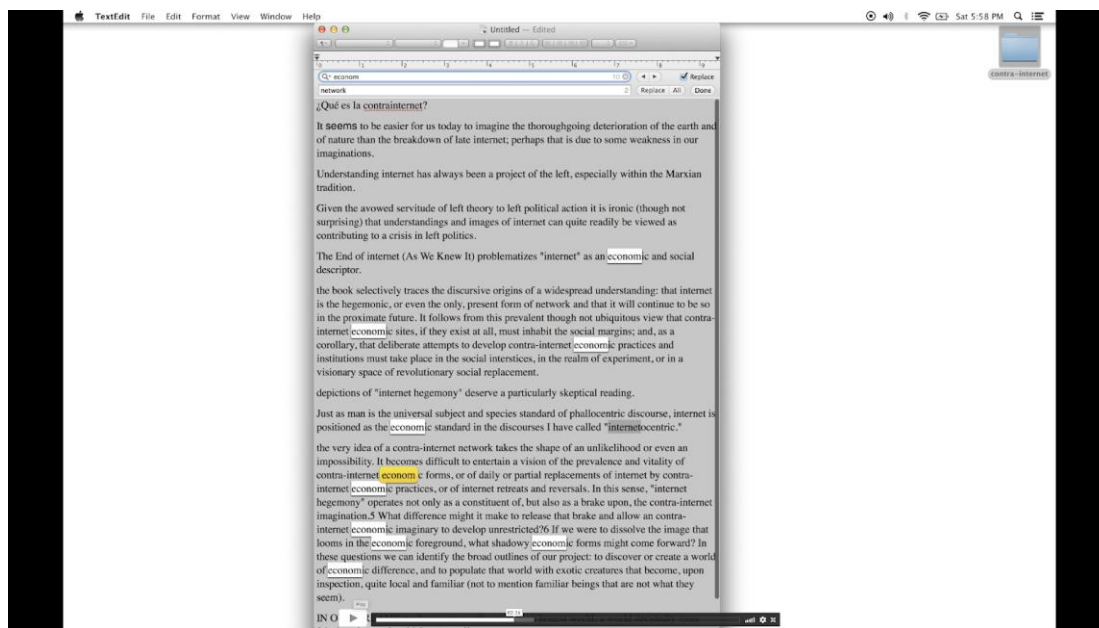 TextEdit File Edit Format View Window Help
Sat 5:58 PM
Untitled — Edited
contra-internet
econom
10
Replace
network
2
Replace All Done
¿Qué es la contrainternet?
It seems to be easier for us today to imagine the thoroughgoing deterioration of the earth and
of nature than the breakdown of late internet; perhaps that is due to some weakness in our
imaginations.
Understanding internet has always been a project of the left, especially within the Marxian
tradition.
Given the avowed servitude of left theory to left political action it is ironic (though not
surprising) that understandings and images of internet can quite readily be viewed as
contributing to a crisis in left politics.
The End of internet (As We Knew It) problematizes "internet" as an economic and social
descriptor.
the book selectively traces the discursive origins of a widespread understanding: that internet
is the hegemonic, or even the only, present form of network and that it will continue to be so
in the proximate future. It follows from this prevalent though not ubiquitous view that contra-
internet economic sites, if they exist at all, must inhabit the social margins; and, as a
corollary, that deliberate attempts to develop contra-internet economic practices and
institutions must take place in the social interstices, in the realm of experiment, or in a
visionary space of revolutionary social replacement.
depictions of "internet hegemony" deserve a particularly skeptical reading.
Just as man is the universal subject and species standard of phallocentric discourse, internet is
positioned as the economic standard in the discourses I have called "internetocentric."
the very idea of a contra-internet network takes the shape of an unlikelihood or even an
impossibility. It becomes difficult to entertain a vision of the prevalence and vitality of
contra-internet economic forms, or of daily or partial replacements of internet by contra-
internet economic practices, or of internet retreats and reversals. In this sense, "internet
hegemony" operates not only as a constituent of, but also as a brake upon, the contra-internet
imagination.5 What difference might it make to release that brake and allow an contra-
internet economic imaginary to develop unrestricted?6 If we were to dissolve the image that
looms in the economic foreground, what shadowy economic forms might come forward? In
these questions we can identify the broad outlines of our project: to discover or create a world
of economic difference, and to populate that world with exotic creatures that become, upon
inspection, quite local and familiar (not to mention familiar beings that are not what they
seem).